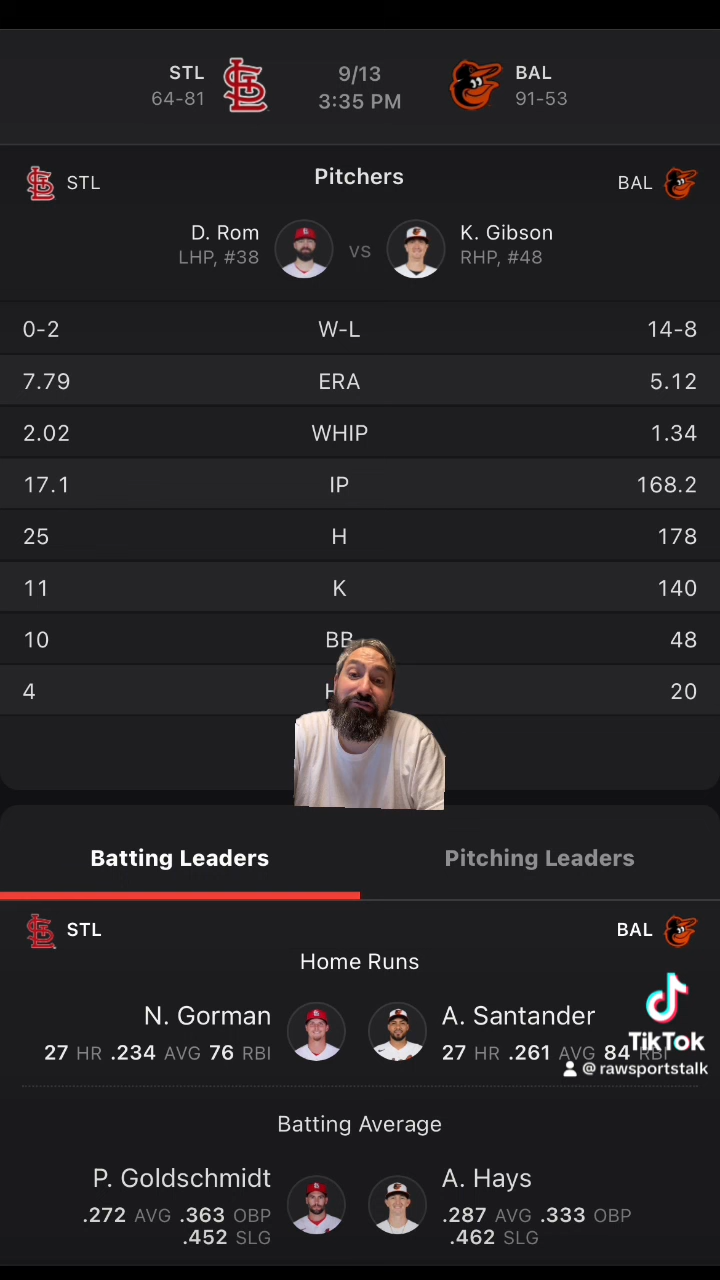 STL
64-81
9/13
3:35 PM
BAL
91-53
STL
Pitchers
BAL
D. Rom
LHP, #38
VS
K. Gibson
RHP, #48
0-2 W-L 14-8
7.79 ERA 5.12
2.02 WHIP 1.34
17.1 IP 168.2
25 H 178
11 K 140
10 BB 48
4 20
Batting Leaders
Pitching Leaders
STL
BAL
Home Runs
N. Gorman
27 HR .234 AVG 76 RBI
A. Santander
27 HR .261 AVG 84 RBI
TikTok
@rawsportstalk
Batting Average
P. Goldschmidt
.272 AVG .363 OBP
.452 SLG
A. Hays
.287 AVG .333 OBP
.462 SLG